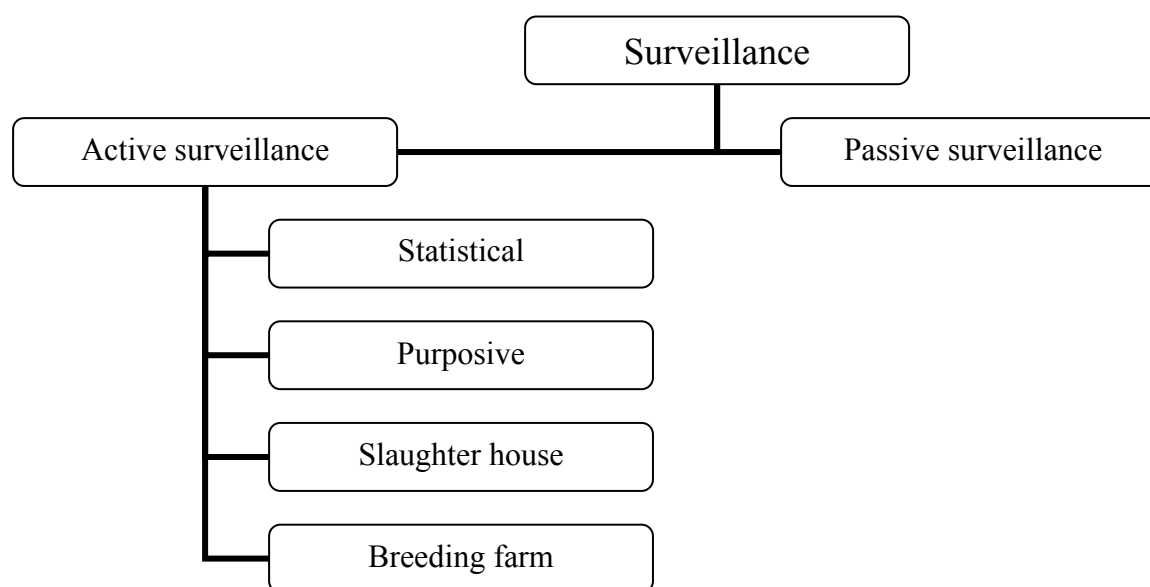 Surveillance
Active surveillance
Passive surveillance
Statistical
Purposive
Slaughter house
Breeding farm